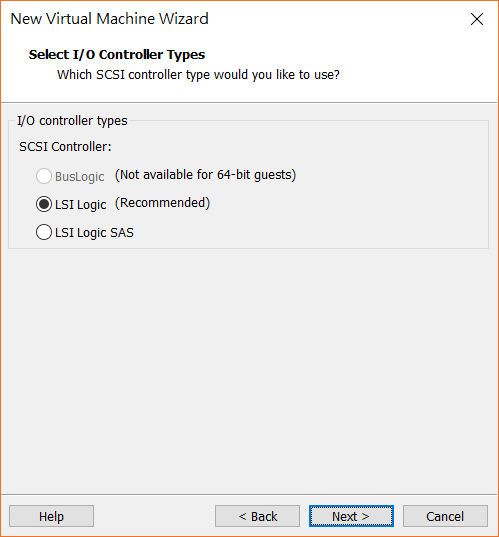 New Virtual Machine Wizard
Select I/O Controller Types
Which SCSI controller type would you like to use?
I/O controller types
SCSI Controller:
BusLogic (Not available for 64-bit guests)
LSI Logic (Recommended)
LSI Logic SAS
Help < Back Next > Cancel